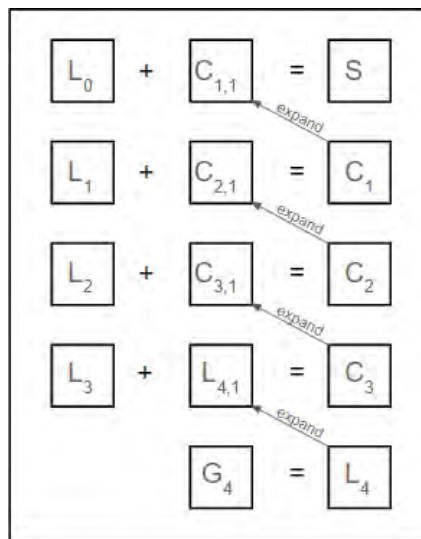 L₀ + C₁,₁ = S
expand
L₁ + C₂,₁ = C₁
expand
L₂ + C₃,₁ = C₂
expand
L₃ + L₄,₁ = C₃
expand
G₄ = L₄